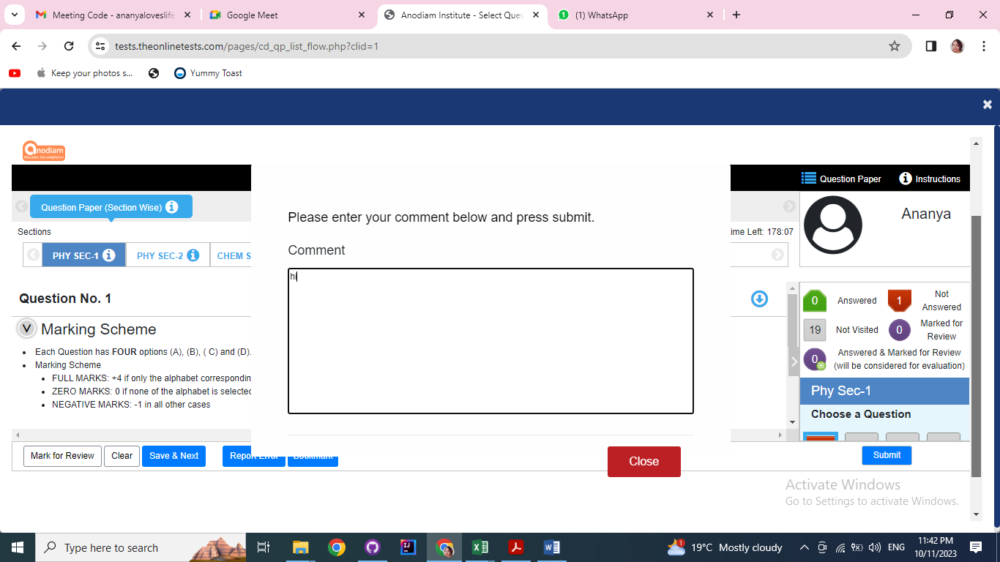 Meeting Code - ananyaloveslife
Google Meet
Anodiam Institute - Select Ques
(1) WhatsApp
tests.theonlinetests.com/pages/cd_qp_list_flow.php?clid=1
Keep your photos s...
Yummy Toast
anodiam
Question Paper
Instructions
Question Paper (Section Wise)
Sections
ime Left: 178:07
Ananya
PHY SEC-1
PHY SEC-2
CHEM S
Please enter your comment below and press submit.
Comment
hi
Question No. 1
Marking Scheme
Each Question has FOUR options (A), (B), ( C) and (D).
Marking Scheme
FULL MARKS: +4 if only the alphabet correspondin
ZERO MARKS: 0 if none of the alphabet is selected
NEGATIVE MARKS: -1 in all other cases
0 Answered
1 Not Answered
19 Not Visited
0 Marked for Review
0 Answered & Marked for Review
(will be considered for evaluation)
Phy Sec-1
Choose a Question
Mark for Review
Clear
Save & Next
Report Error
Bookmark
Close
Submit
Activate Windows
Go to Settings to activate Windows.
Type here to search
19°C Mostly cloudy
ENG
11:42 PM
10/11/2023